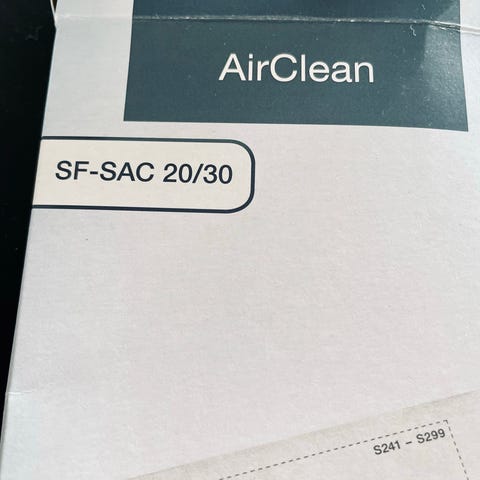 AirClean
SF-SAC 20/30
S241 – S299